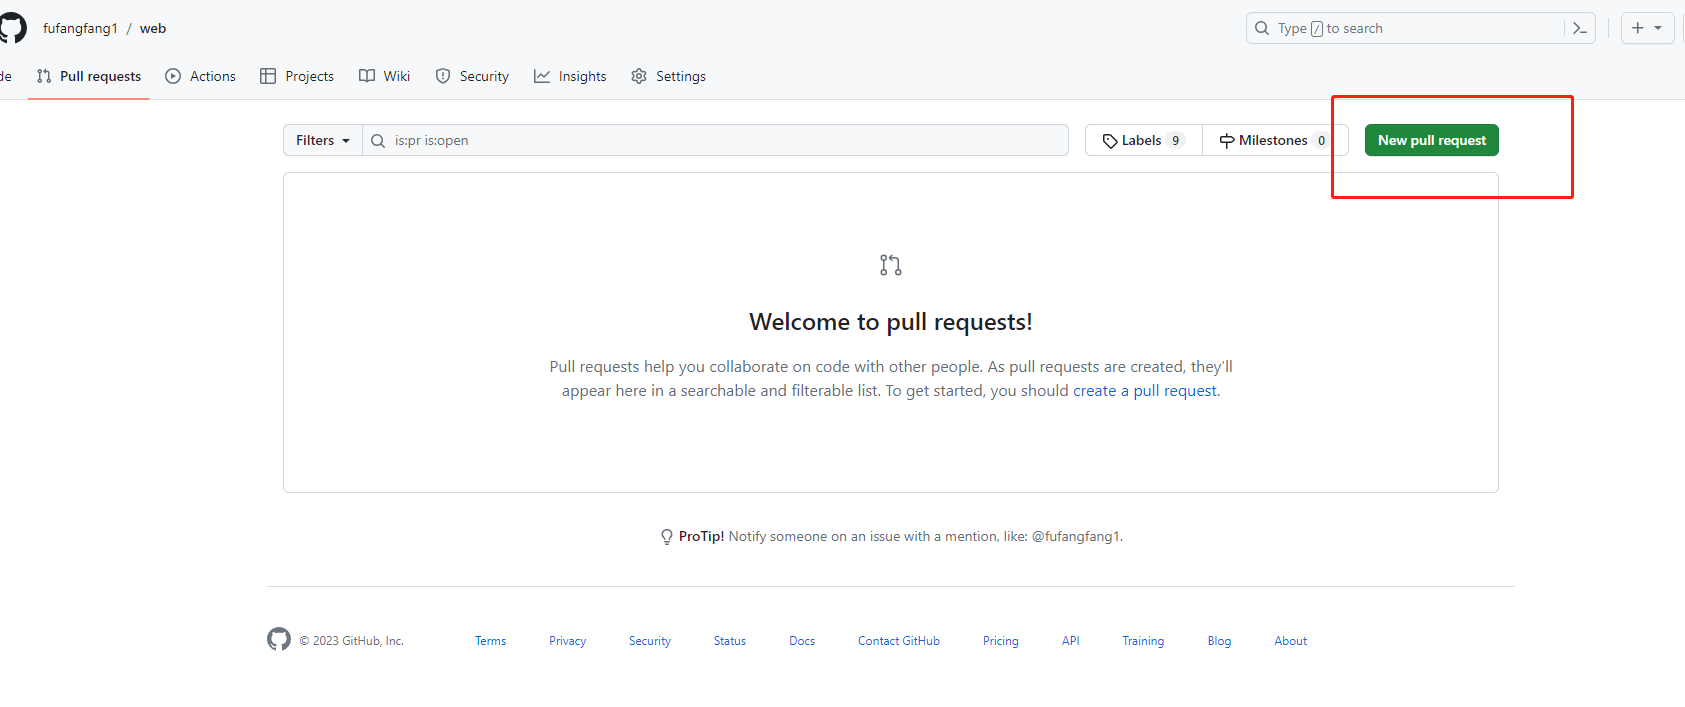 fufangfang1 / web
Type / to search
de Pull requests Actions Projects Wiki Security Insights Settings
Filters is:pr is:open Labels 9 Milestones 0 New pull request
Welcome to pull requests!
Pull requests help you collaborate on code with other people. As pull requests are created, they’ll
appear here in a searchable and filterable list. To get started, you should create a pull request.
ProTip! Notify someone on an issue with a mention, like: @fufangfang1.
© 2023 GitHub, Inc. Terms Privacy Security Status Docs Contact GitHub Pricing API Training Blog About